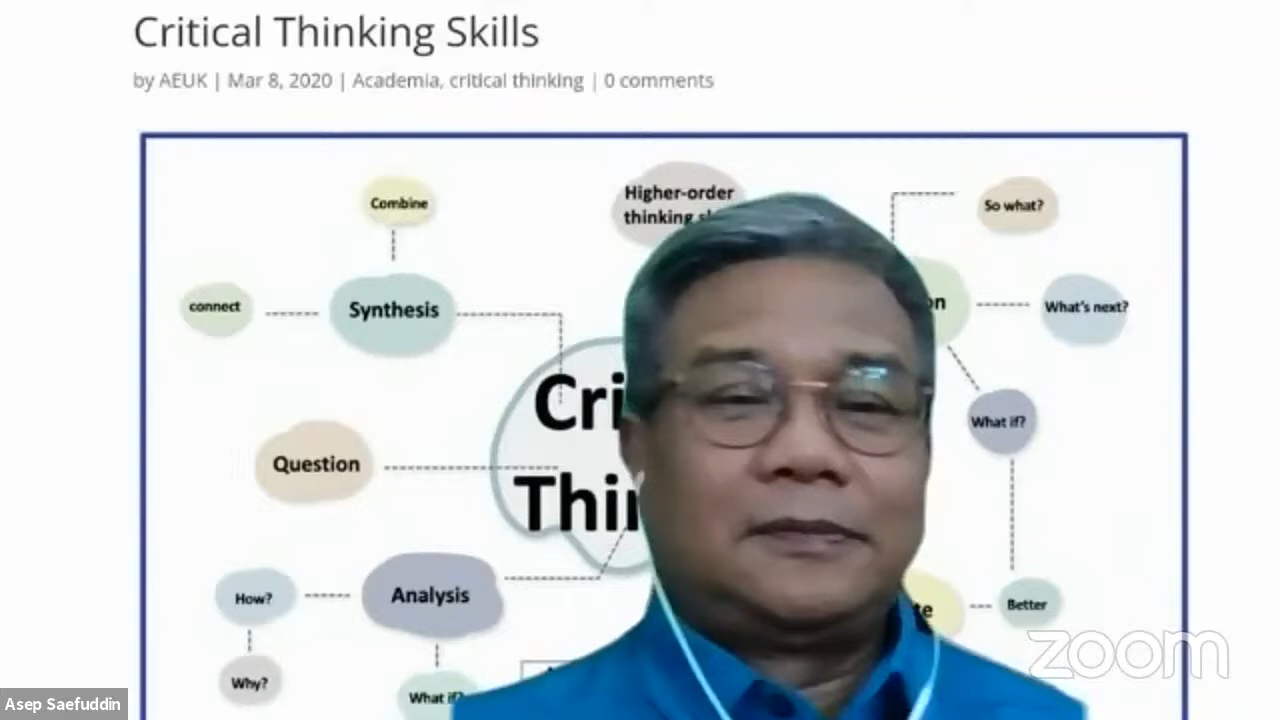 Critical Thinking Skills
by AEUK | Mar 8, 2020 | Academia, critical thinking | 0 comments
Combine
Higher-order
thinking
So what?
connect
Synthesis
What's next?
Question
What if?
Analysis
How?
Better
Why?
What if?
zoom
Asep Saefuddin